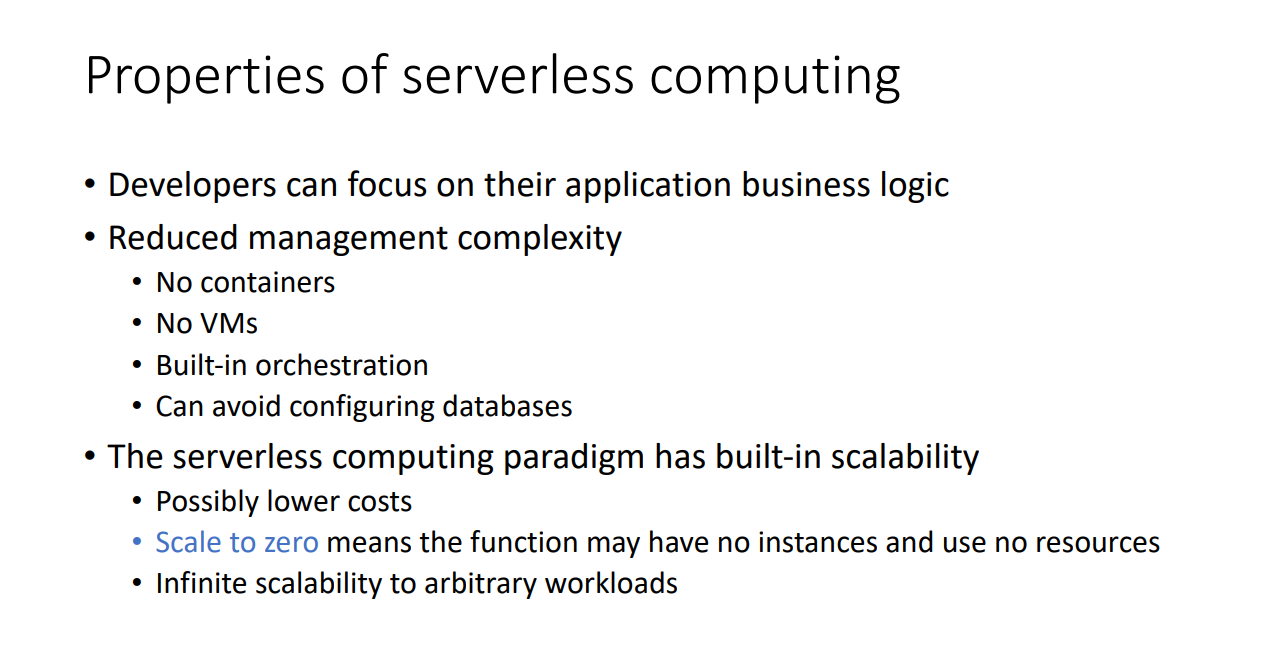 Properties of serverless computing
• Developers can focus on their application business logic
• Reduced management complexity
• No containers
• No VMs
• Built-in orchestration
• Can avoid configuring databases
• The serverless computing paradigm has built-in scalability
• Possibly lower costs
• Scale to zero means the function may have no instances and use no resources
• Infinite scalability to arbitrary workloads